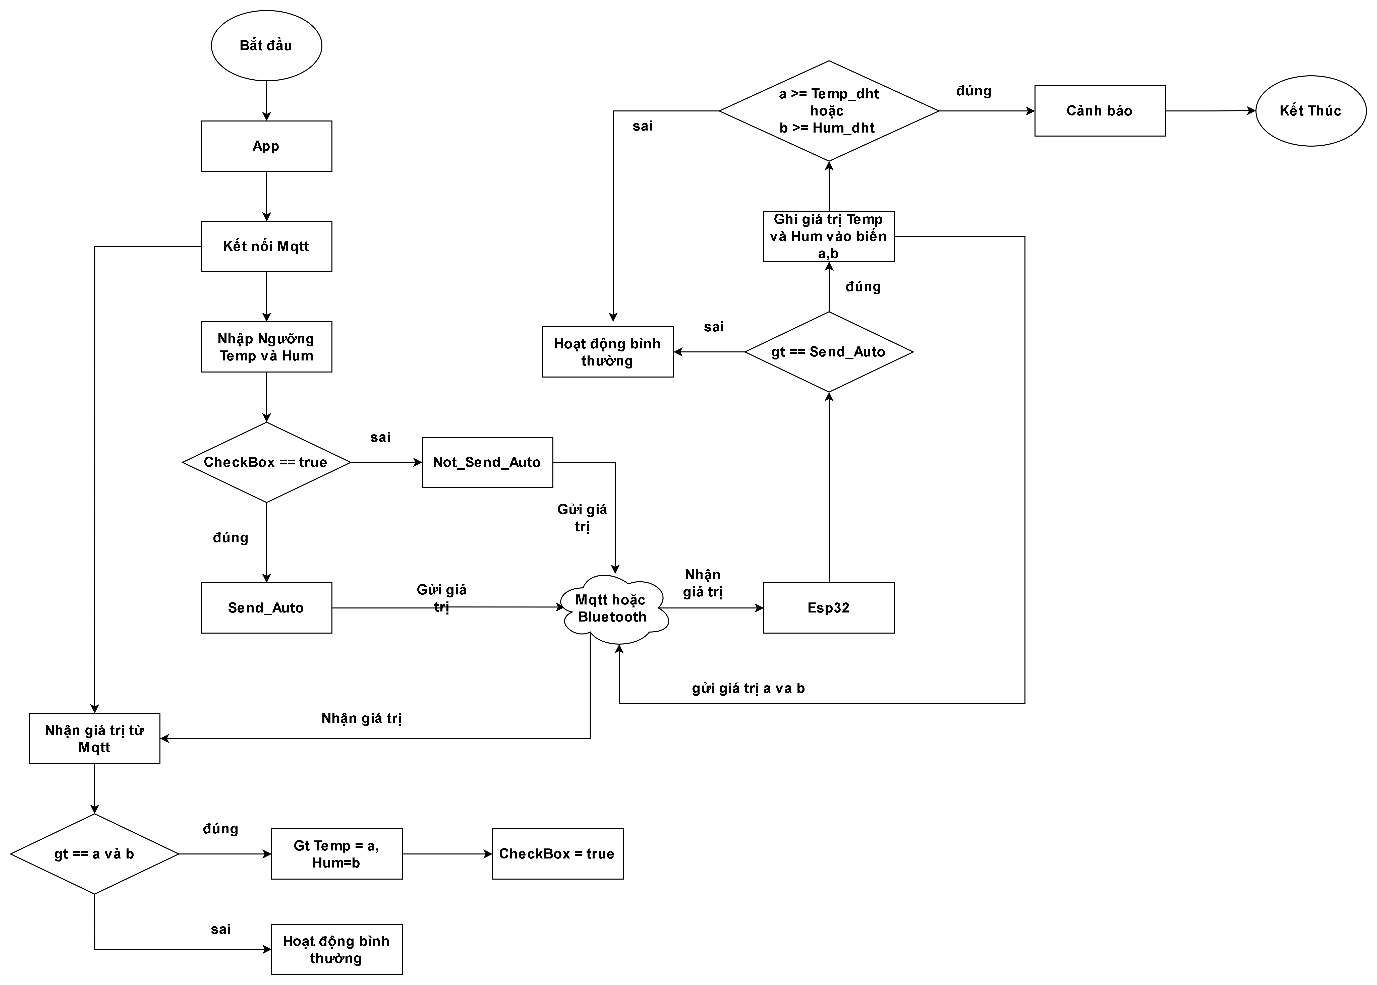 Bắt đầu
App
Kết nối Mqtt
Nhập Ngưỡng
Temp và Hum
CheckBox == true
sai
Not_Send_Auto
Gửi giá
trị
đúng
Send_Auto
Gửi giá
trị
Mqtt hoặc
Bluetooth
Nhận
giá trị
Esp32
gt == Send_Auto
sai
Hoạt động bình
thường
đúng
Ghi giá trị Temp
và Hum vào biến
a,b
a >= Temp_dht
hoặc
b >= Hum_dht
sai
đúng
Cảnh báo
Kết Thúc
gửi giá trị a va b
Nhận giá trị
Nhận giá trị từ
Mqtt
gt == a và b
đúng
Gt Temp = a,
Hum=b
CheckBox = true
sai
Hoạt động bình
thường